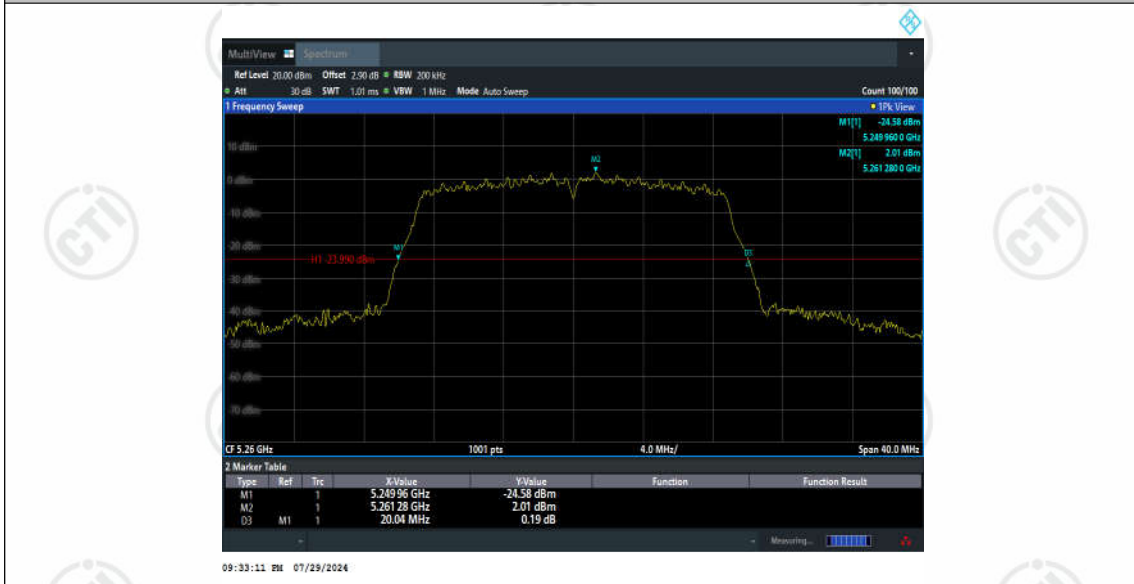 MultiView Spectrum
Ref Level 20.00 dBm Offset 2.90 dB RBW 200 kHz
Att 30 dB SWT 1.01 ms VBW 1 MHz Mode Auto Sweep Count 100/100
1 Frequency Sweep 1Pk View
M1[1] -24.58 dBm
5.249 960 0 GHz
M2[1] 2.01 dBm
5.261 280 0 GHz
10 dBm
M2
0 dBm
-10 dBm
-20 dBm
M1
D3
H1 -23.990 dBm
-30 dBm
-40 dBm
-50 dBm
-60 dBm
-70 dBm
CF 5.26 GHz 1001 pts 4.0 MHz/ Span 40.0 MHz
2 Marker Table
Type Ref Trc X-Value Y-Value Function Function Result
M1 1 5.249 96 GHz -24.58 dBm
M2 1 5.261 28 GHz 2.01 dBm
D3 M1 1 20.04 MHz 0.19 dB
Measuring...
09:33:11 PM 07/29/2024
CTI
CTI